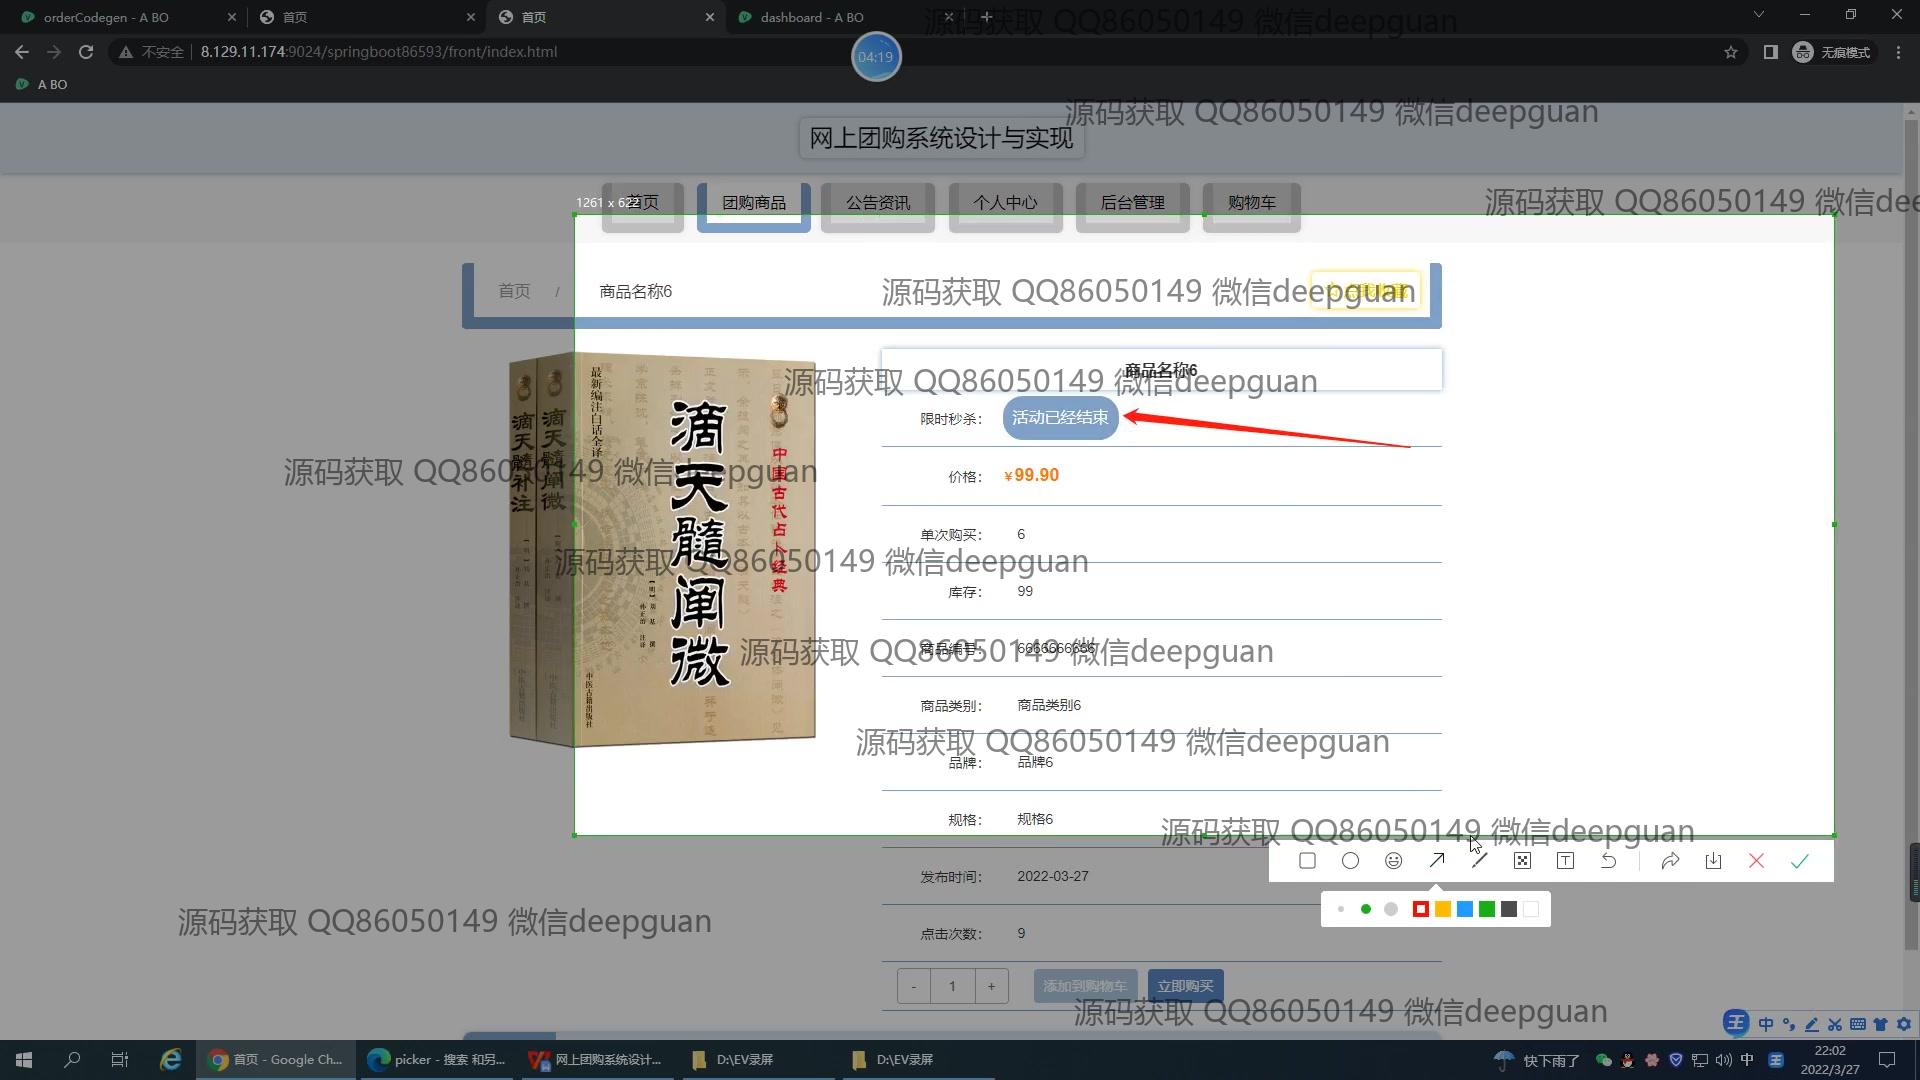 orderCodegen - A BO
首页
首页
dashboard - A BO
源码获取 QQ86050149 微信deepguan
不安全
8.129.11.174:9024/springboot86593/front/index.html
04:19
无痕模式
A BO
源码获取 QQ86050149 微信deepguan
网上团购系统设计与实现
1261 x 622
首页
团购商品
公告资讯
个人中心
后台管理
购物车
源码获取 QQ86050149 微信dee
首页 / 商品名称6
源码获取 QQ86050149 微信deepguan
商品名称6
源码获取 QQ86050149 微信deepguan
限时秒杀：
活动已经结束
源码获取 QQ86050149 微信deepguan
价格：
¥99.90
单次购买：
6
源码获取 QQ86050149 微信deepguan
库存：
99
商品编号：
6666666666
源码获取 QQ86050149 微信deepguan
商品类别：
商品类别6
源码获取 QQ86050149 微信deepguan
品牌：
品牌6
规格：
规格6
源码获取 QQ86050149 微信deepguan
最新编注白话全译
滴天髓阐微
中国古代占卜经典
滴天髓补注
滴天髓阐微
中医古籍出版社
发布时间：
2022-03-27
源码获取 QQ86050149 微信deepguan
点击次数：
9
- 1 +
添加到购物车
立即购买
源码获取 QQ86050149 微信deepguan
首页 - Google Ch...
picker - 搜索 和另...
网上团购系统设计...
D:\EV录屏
D:\EV录屏
快下雨了
中
中
22:02
2022/3/27